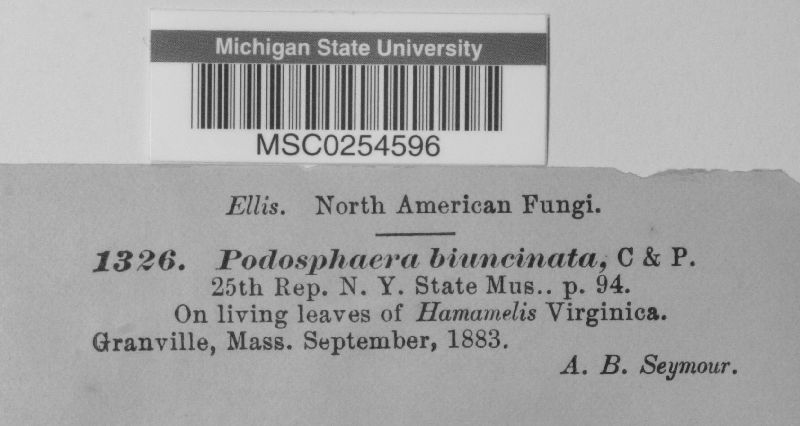 Michigan State University
MSC0254596
Ellis. North American Fungi.
1326. Podosphaera biuncinata, C & P.
25th Rep. N. Y. State Mus.. p. 94.
On living leaves of Hamamelis Virginica.
Granville, Mass. September, 1883.
A. B. Seymour.